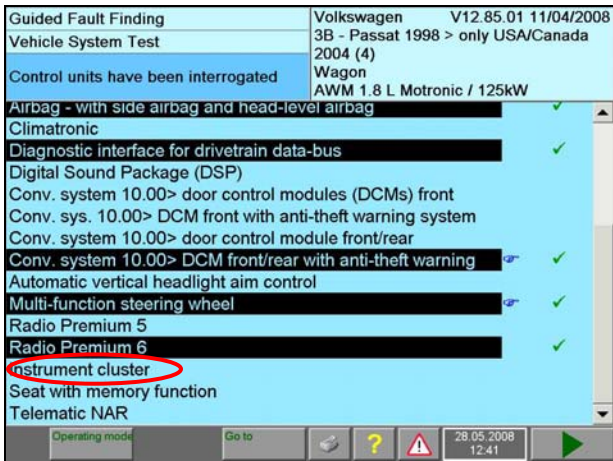 Guided Fault Finding
Vehicle System Test
Control units have been interrogated
Volkswagen V12.85.01 11/04/2008
3B - Passat 1998 > only USA/Canada
2004 (4)
Wagon
AWM 1.8 L Motronic / 125kW
Airbag - with side airbag and head-level airbag
Climatronic
Diagnostic interface for drivetrain data-bus
Digital Sound Package (DSP)
Conv. system 10.00> door control modules (DCMs) front
Conv. sys. 10.00> DCM front with anti-theft warning system
Conv. system 10.00> door control module front/rear
Conv. system 10.00> DCM front/rear with anti-theft warning
Automatic vertical headlight aim control
Multi-function steering wheel
Radio Premium 5
Radio Premium 6
Instrument cluster
Seat with memory function
Telematic NAR
Operating mode
Go to
?
28.05.2008
12:41